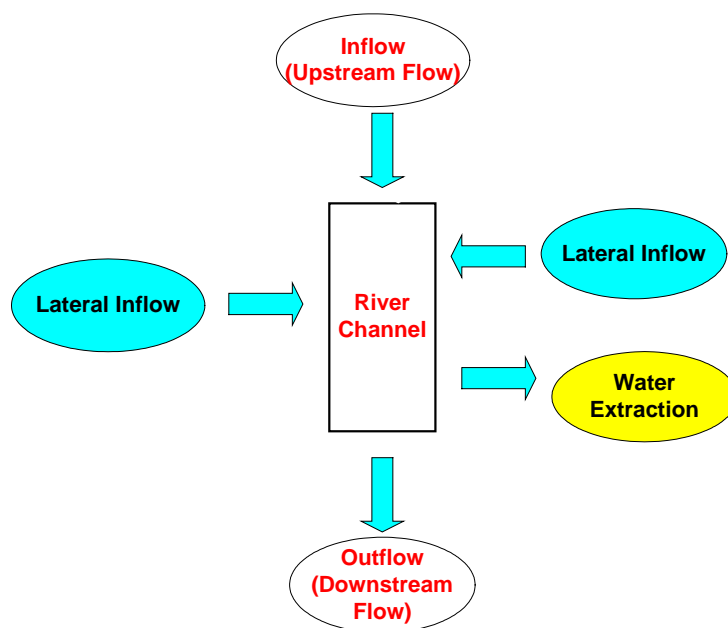 Inflow
(Upstream Flow)
Lateral Inflow
Lateral Inflow
River
Channel
Water
Extraction
Outflow
(Downstream
Flow)